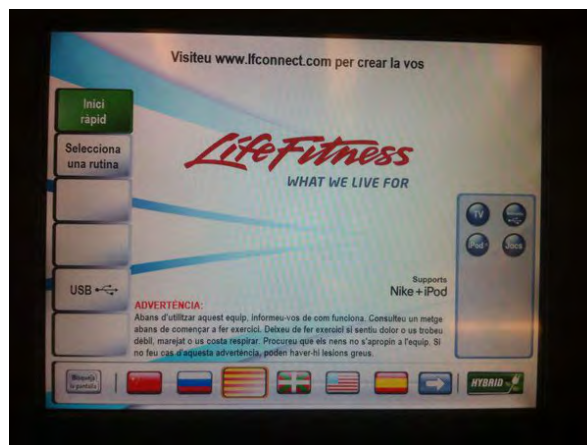 Visiteu www.lfconnect.com per crear la vos
Inici
ràpid
Selecciona
una rutina
LifeFitness
WHAT WE LIVE FOR
TV
iPod
Jocs
USB
Supports
Nike + iPod
ADVERTÈNCIA:
Abans d'utilitzar aquest equip, informeu-vos de com funciona. Consulteu un metge
abans de començar a fer exercici. Deixeu de fer exercici si sentiu dolor o us trobeu
dèbil, marejat o us costa respirar. Procureu que els nens no s'apropin a l'equip. Si
no feu cas d'aquesta advertència, poden haver-hi lesions greus.
Bloqueja
la pantalla
HYBRID